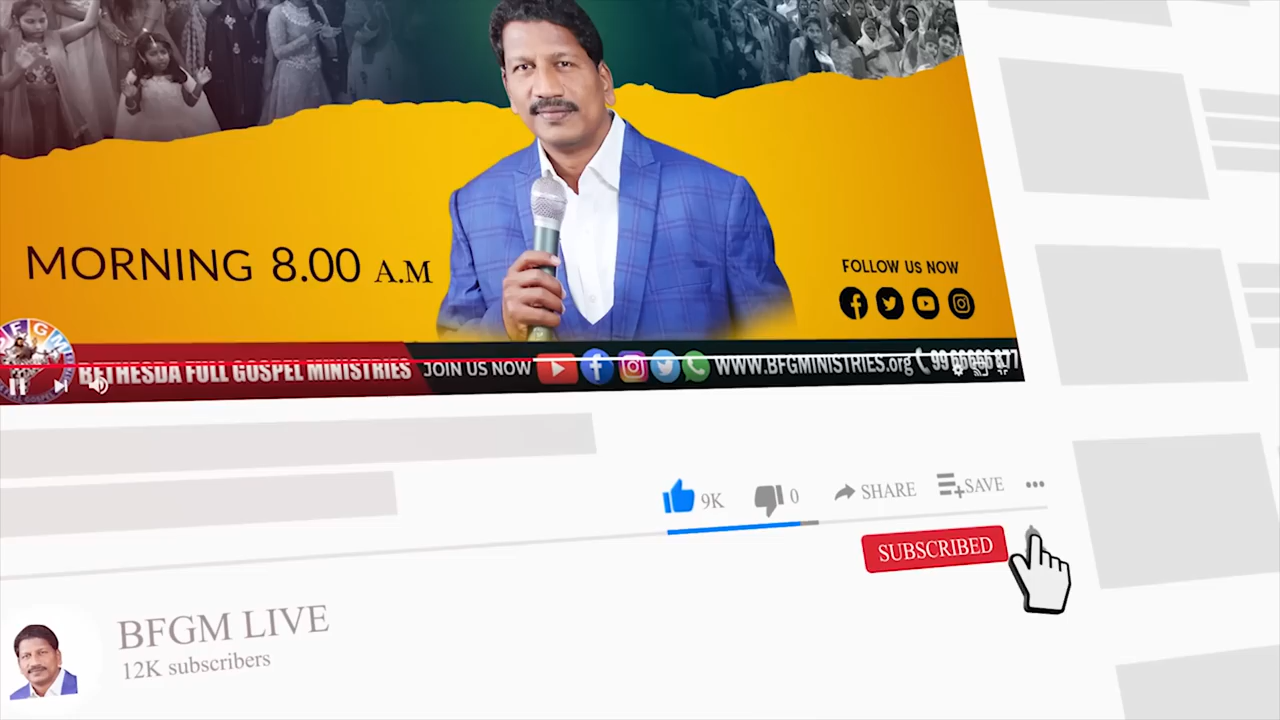 MORNING 8.00 A.M
FOLLOW US NOW
BFGM
BETHESDA FULL GOSPEL MINISTRIES JOIN US NOW WWW.BFGMINISTRIES.org
9K 0 SHARE SAVE
SUBSCRIBED
BFGM LIVE
12K subscribers